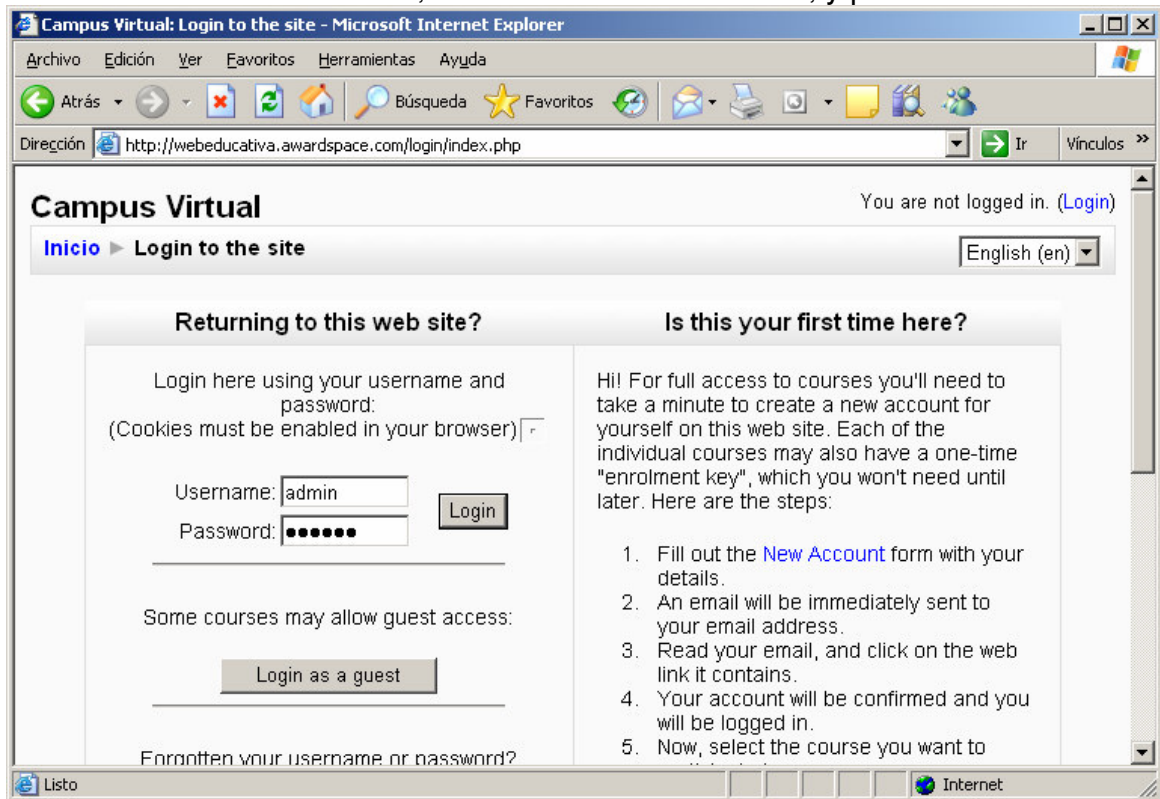 Campus Virtual: Login to the site - Microsoft Internet Explorer
Archivo Edición Ver Favoritos Herramientas Ayuda
Atrás Búsqueda Favoritos
Dirección http://webeducativa.awardspace.com/login/index.php Ir Vínculos »
Campus Virtual
You are not logged in. (Login)
Inicio ► Login to the site
English (en)
Returning to this web site?
Login here using your username and
password:
(Cookies must be enabled in your browser)
Username: admin
Password: ●●●●●●
Login
Some courses may allow guest access:
Login as a guest
Forgotten your username or password?
Is this your first time here?
Hi! For full access to courses you'll need to
take a minute to create a new account for
yourself on this web site. Each of the
individual courses may also have a one-time
"enrolment key", which you won't need until
later. Here are the steps:
1. Fill out the New Account form with your
details.
2. An email will be immediately sent to
your email address.
3. Read your email, and click on the web
link it contains.
4. Your account will be confirmed and you
will be logged in.
5. Now, select the course you want to
Listo
Internet